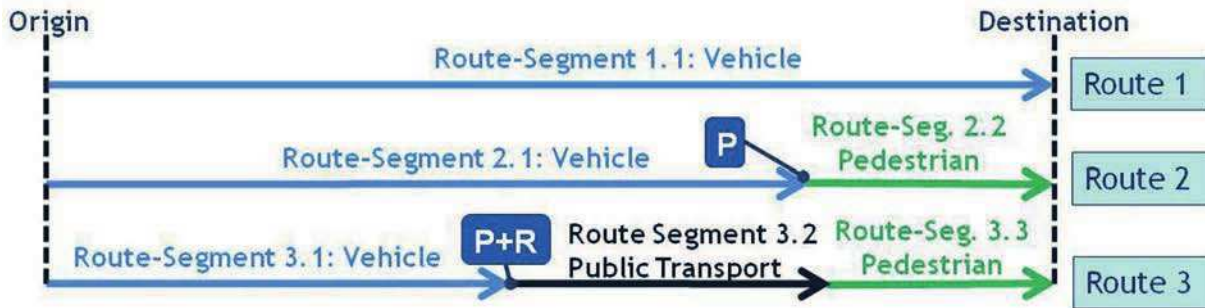 Origin
Destination
Route-Segment 1.1: Vehicle
Route 1
P
Route-Seg. 2.2
Route-Segment 2.1: Vehicle
Pedestrian
Route 2
P+R
Route Segment 3.2
Route-Seg. 3.3
Route-Segment 3.1: Vehicle
Public Transport
Pedestrian
Route 3